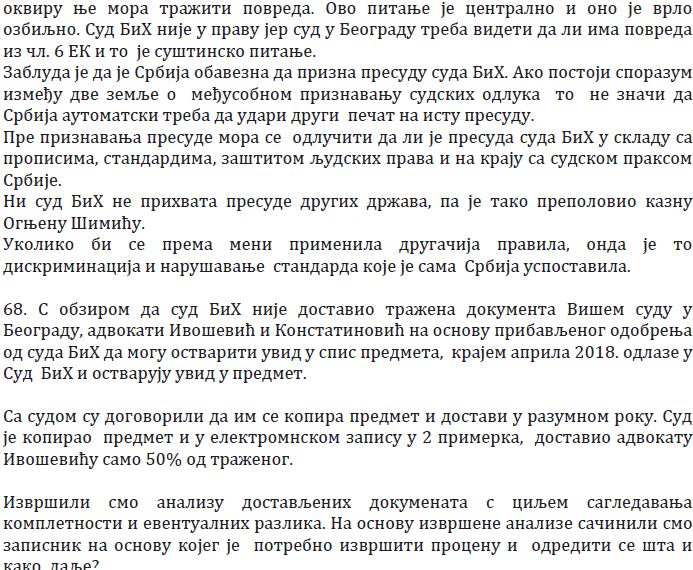 оквиру ње мора тражити повреда. Ово питање је централно и оно је врло
озбиљно. Суд БиХ није у праву јер суд у Београду треба видети да ли има повреда
из чл. 6 ЕК и то је суштинско питање.
Заблуда је да је Србија обавезна да призна пресуду суда БиХ. Ако постоји споразум
између две земље о међусобном признавању судских одлука то не значи да
Србија аутоматски треба да удари други печат на исту пресуду.
Пре признавања пресуде мора се одлучити да ли је пресуда суда БиХ у складу са
прописима, стандардима, заштитом људских права и на крају са судском праксом
Србије.
Ни суд БиХ не прихвата пресуде других држава, па је тако преполовио казну
Огњену Шимићу.
Уколико би се према мени применила другачија правила, онда је то
дискриминација и нарушавање стандарда које је сама Србија успоставила.
68. С обзиром да суд БиХ није доставио тражена документа Вишем суду у
Београду, адвокати Ивошевић и Констатиновић на основу прибављеног одобрења
од суда БиХ да могу остварити увид у спис предмета, крајем априла 2018. одлазе у
Суд БиХ и остварују увид у предмет.
Са судом су договорили да им се копира предмет и достави у разумном року. Суд
је копирао предмет и у електромнском запису у 2 примерка, доставио адвокату
Ивошевићу само 50% од траженог.
Извршили смо анализу достављених докумената с циљем сагледавања
комплетности и евентуалних разлика. На основу извршене анализе сачинили смо
записник на основу којег је потребно извршити процену и одредити се шта и
како даље?